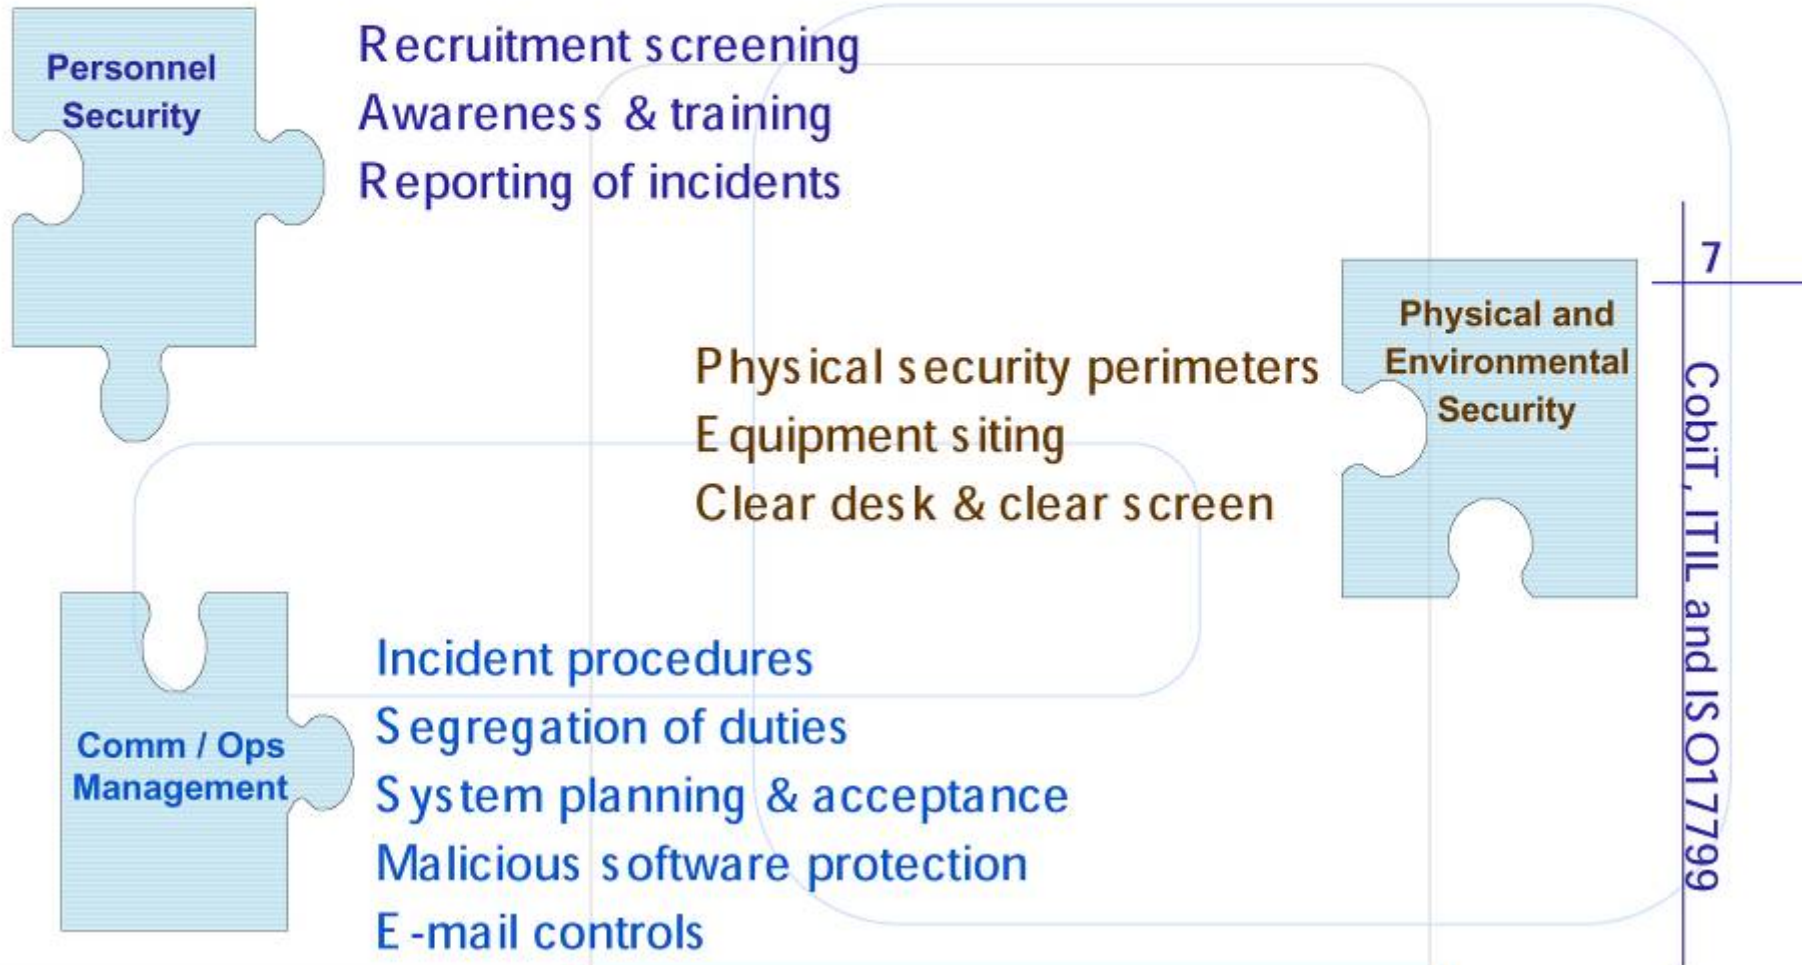 Personnel
Security
Recruitment screening
Awareness & training
Reporting of incidents
7
Physical and
Environmental
Security
Physical security perimeters
Equipment siting
Clear desk & clear screen
Comm / Ops
Management
Incident procedures
Segregation of duties
System planning & acceptance
Malicious software protection
E-mail controls
CobiT, ITIL and ISO17799